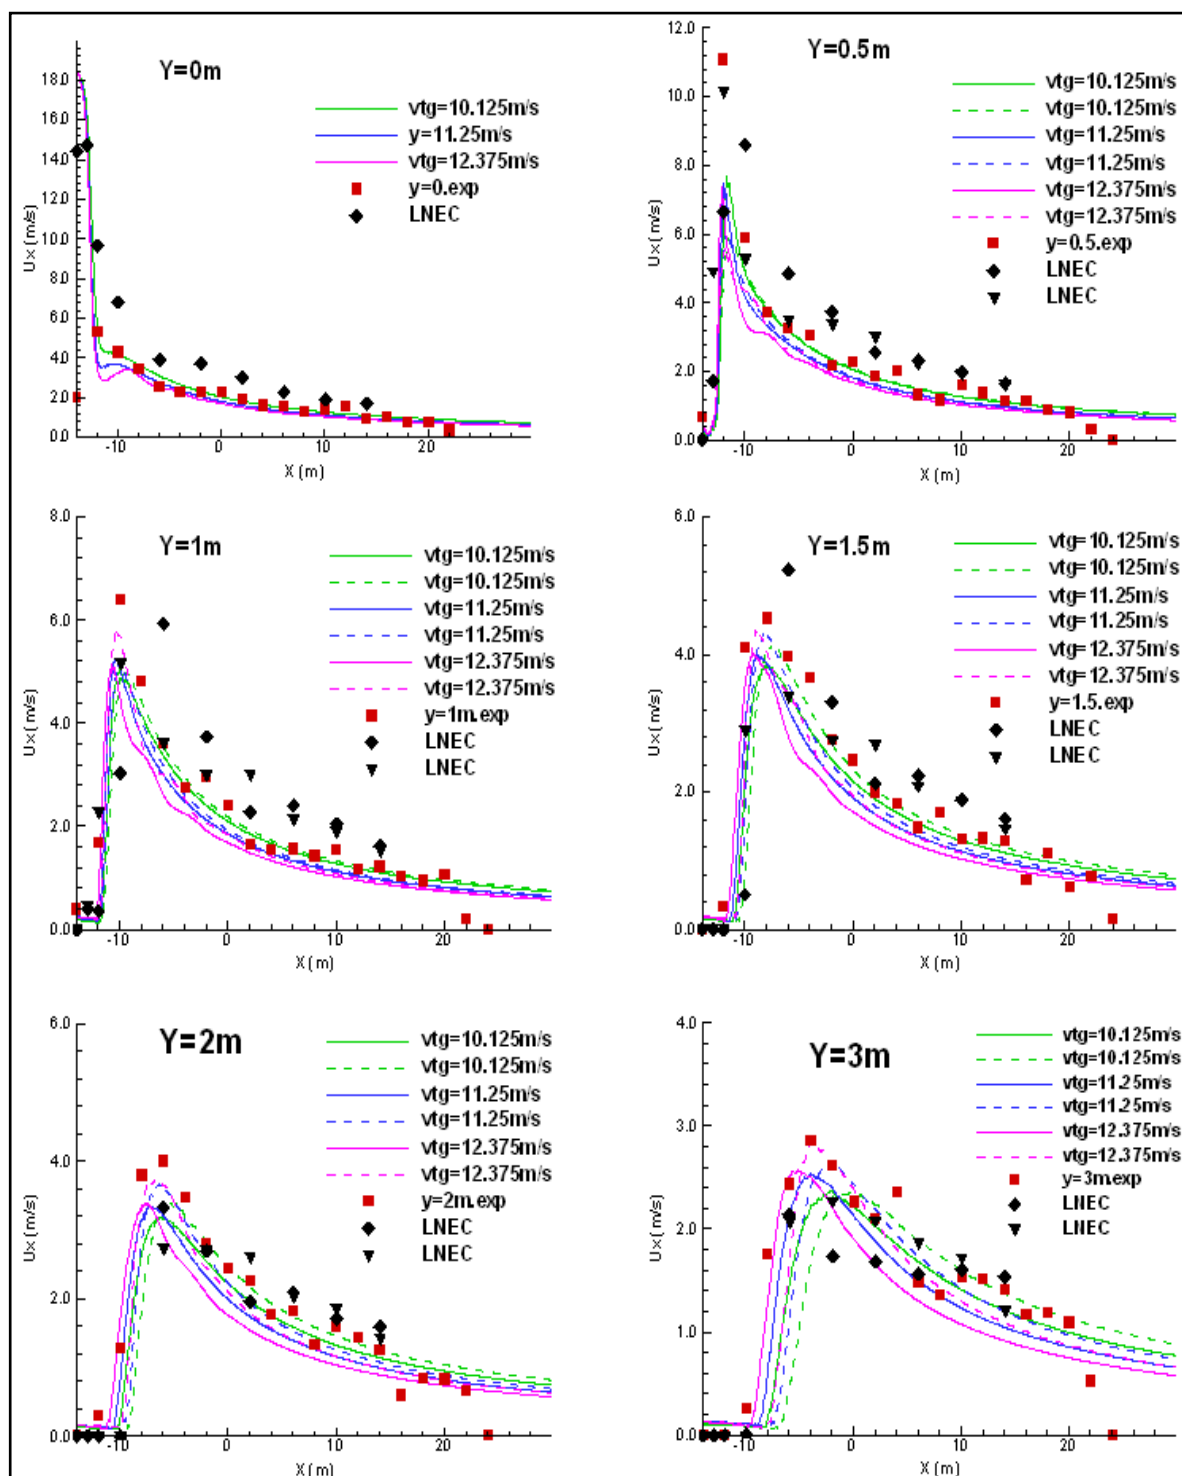 Y=0m
vtg=10.125m/s
y=11.25m/s
vtg=12.375m/s
y=0.exp
LNEC
18.0
16.0
14.0
12.0
10.0
8.0
6.0
4.0
2.0
0.0
Ux (m/s)
-10
0
10
20
X (m)
Y=0.5m
vtg=10.125m/s
vtg=10.125m/s
vtg=11.25m/s
vtg=11.25m/s
vtg=12.375m/s
vtg=12.375m/s
y=0.5.exp
LNEC
LNEC
12.0
10.0
8.0
6.0
4.0
2.0
0.0
Ux (m/s)
-10
0
10
20
X (m)
Y=1m
vtg=10.125m/s
vtg=10.125m/s
vtg=11.25m/s
vtg=11.25m/s
vtg=12.375m/s
vtg=12.375m/s
y=1m.exp
LNEC
LNEC
8.0
6.0
4.0
2.0
0.0
Ux (m/s)
-10
0
10
20
X (m)
Y=1.5m
vtg=10.125m/s
vtg=10.125m/s
vtg=11.25m/s
vtg=11.25m/s
vtg=12.375m/s
vtg=12.375m/s
y=1.5.exp
LNEC
LNEC
6.0
4.0
2.0
0.0
Ux (m/s)
-10
0
10
20
X (m)
Y=2m
vtg=10.125m/s
vtg=10.125m/s
vtg=11.25m/s
vtg=11.25m/s
vtg=12.375m/s
vtg=12.375m/s
y=2m.exp
LNEC
LNEC
6.0
4.0
2.0
0.0
Ux (m/s)
-10
0
10
20
X (m)
Y=3m
vtg=10.125m/s
vtg=10.125m/s
vtg=11.25m/s
vtg=11.25m/s
vtg=12.375m/s
vtg=12.375m/s
y=3m.exp
LNEC
LNEC
4.0
3.0
2.0
1.0
0.0
Ux (m/s)
-10
0
10
20
X (m)